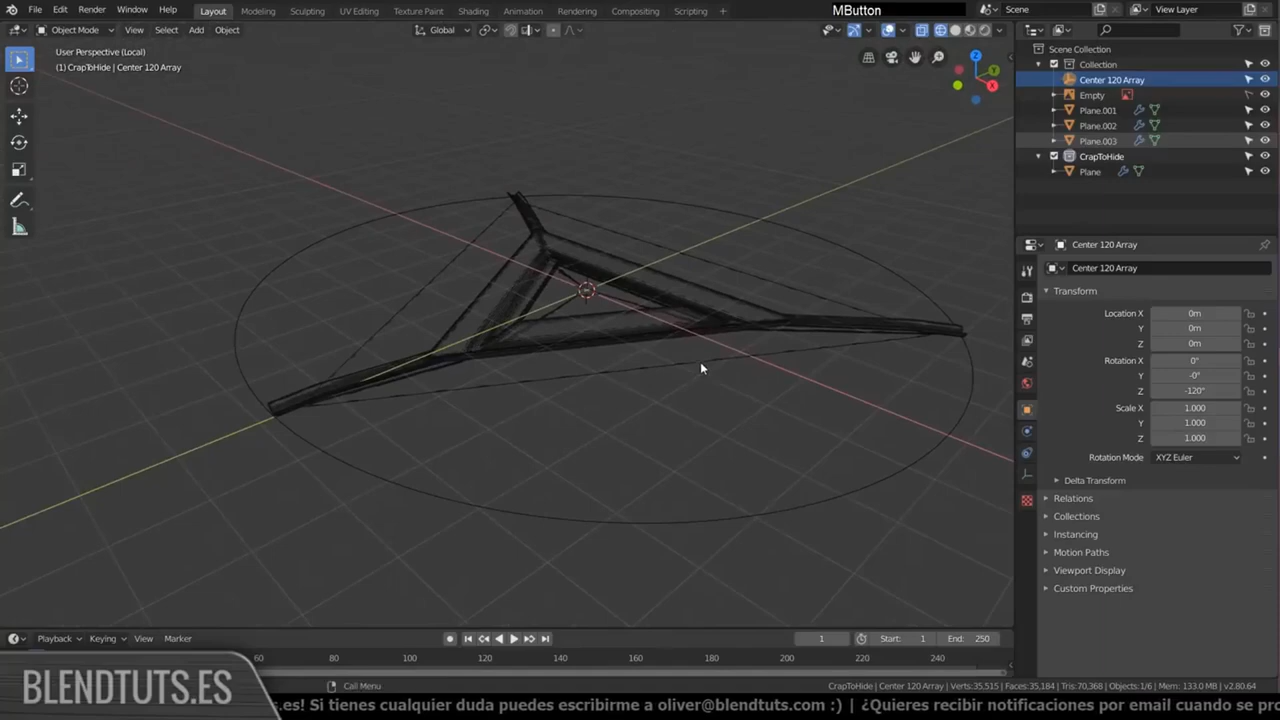 File Edit Render Window Help Layout Modeling Sculpting UV Editing Texture Paint Shading Animation Rendering Compositing Scripting + MButton Scene View Layer
Object Mode View Select Add Object Global
User Perspective (Local)
(1) CrapToHide | Center 120 Array
Z
Y
X
Scene Collection
Collection
Center 120 Array
Empty
Plane.001
Plane.002
Plane.003
CrapToHide
Plane
Center 120 Array
Center 120 Array
Transform
Location X 0m
Y 0m
Z 0m
Rotation X 0°
Y -0°
Z -120°
Scale X 1.000
Y 1.000
Z 1.000
Rotation Mode XYZ Euler
Delta Transform
Relations
Collections
Instancing
Motion Paths
Viewport Display
Custom Properties
Playback Keying View Marker 1 Start: 1 End: 250
60 80 100 120 140 160 180 200 220 240
Call Menu CrapToHide | Center 120 Array | Verts:35,515 | Faces:35,184 | Tris:70,368 | Objects:1/6 | Mem: 133.0 MB | v2.80.64
BLENDTUTS.ES
s.es! Si tienes cualquier duda puedes escribirme a oliver@blendtuts.com :) | ¿Quieres recibir notificaciones por email cuando se pro